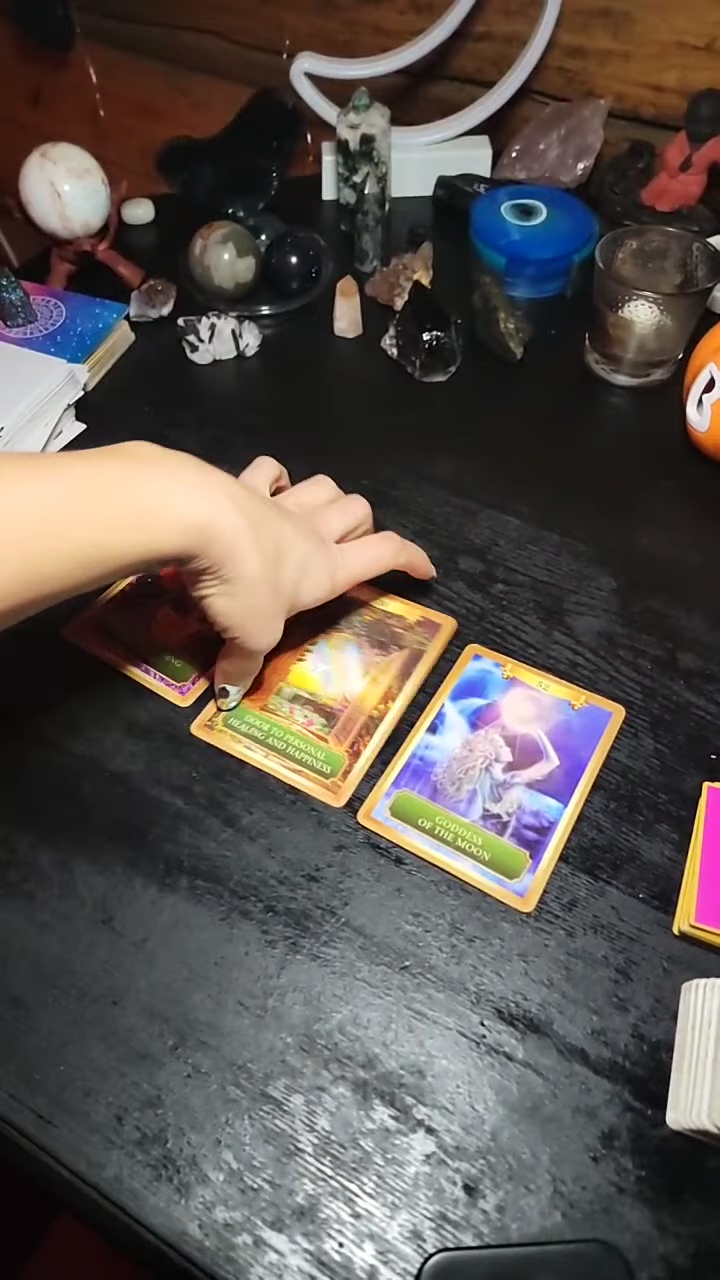 DOOR TO PERSONAL
HEALING AND HAPPINESS
52
GODDESS
OF THE MOON